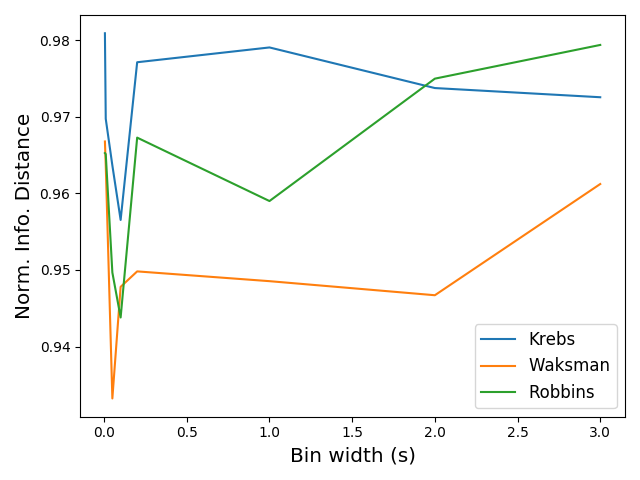 0.98
0.97
0.96
0.95
0.94
Norm. Info. Distance
Krebs
Waksman
Robbins
0.0 0.5 1.0 1.5 2.0 2.5 3.0
Bin width (s)